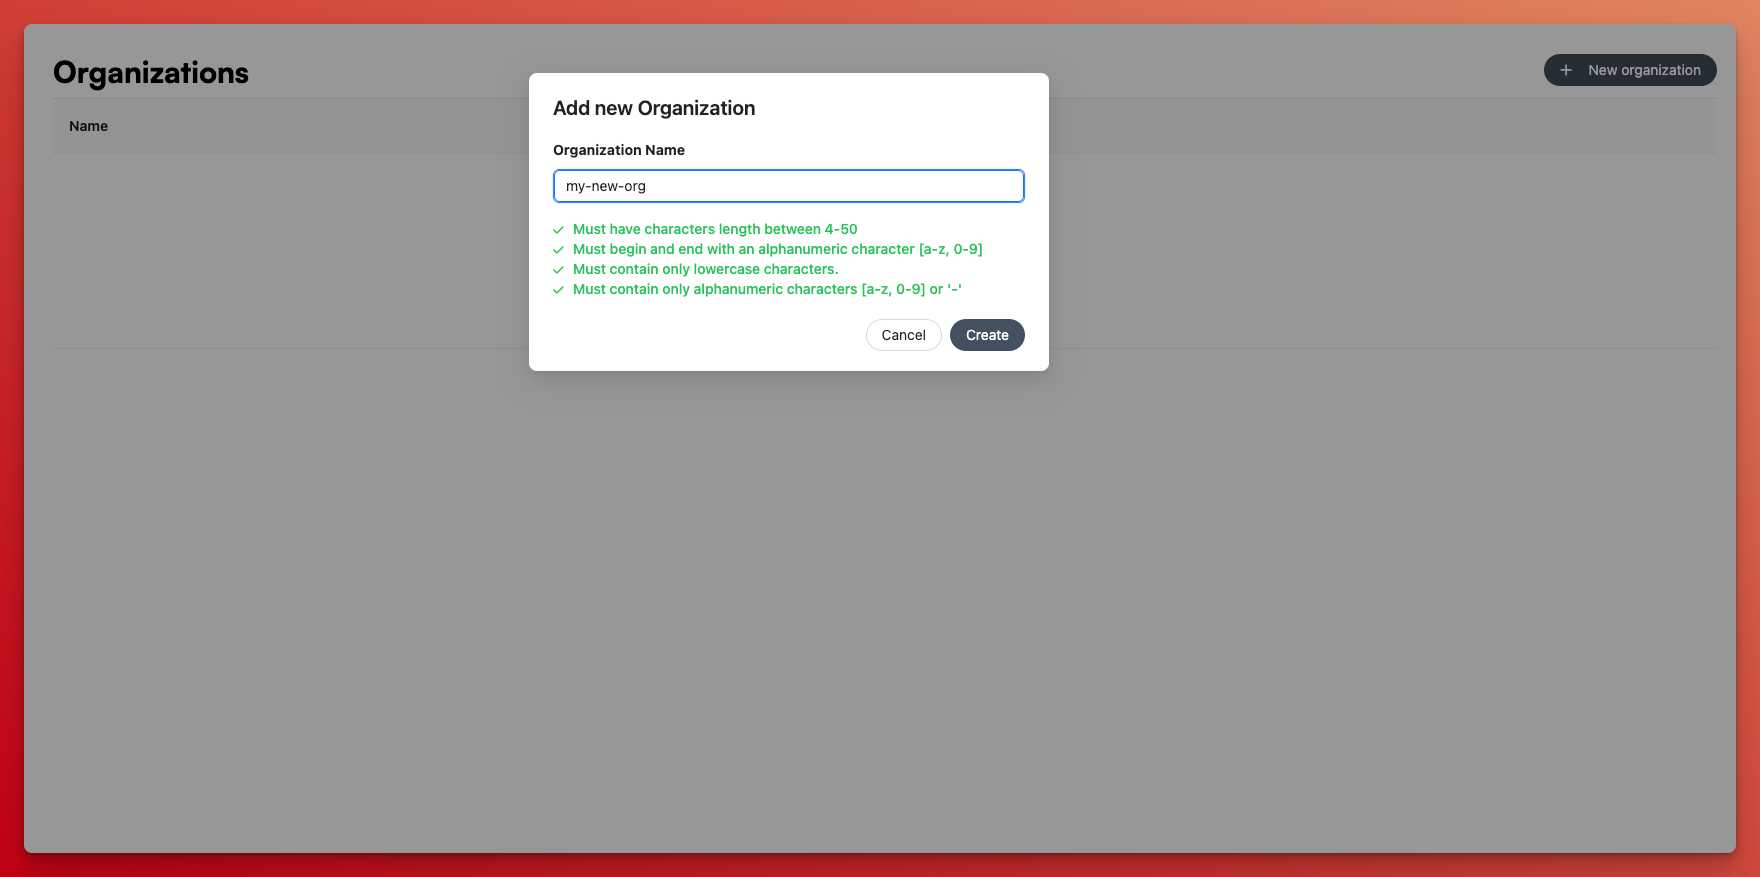 Organizations
New organization
Name
Add new Organization
Organization Name
my-new-org
Must have characters length between 4-50
Must begin and end with an alphanumeric character [a-z, 0-9]
Must contain only lowercase characters.
Must contain only alphanumeric characters [a-z, 0-9] or '-'
Cancel
Create